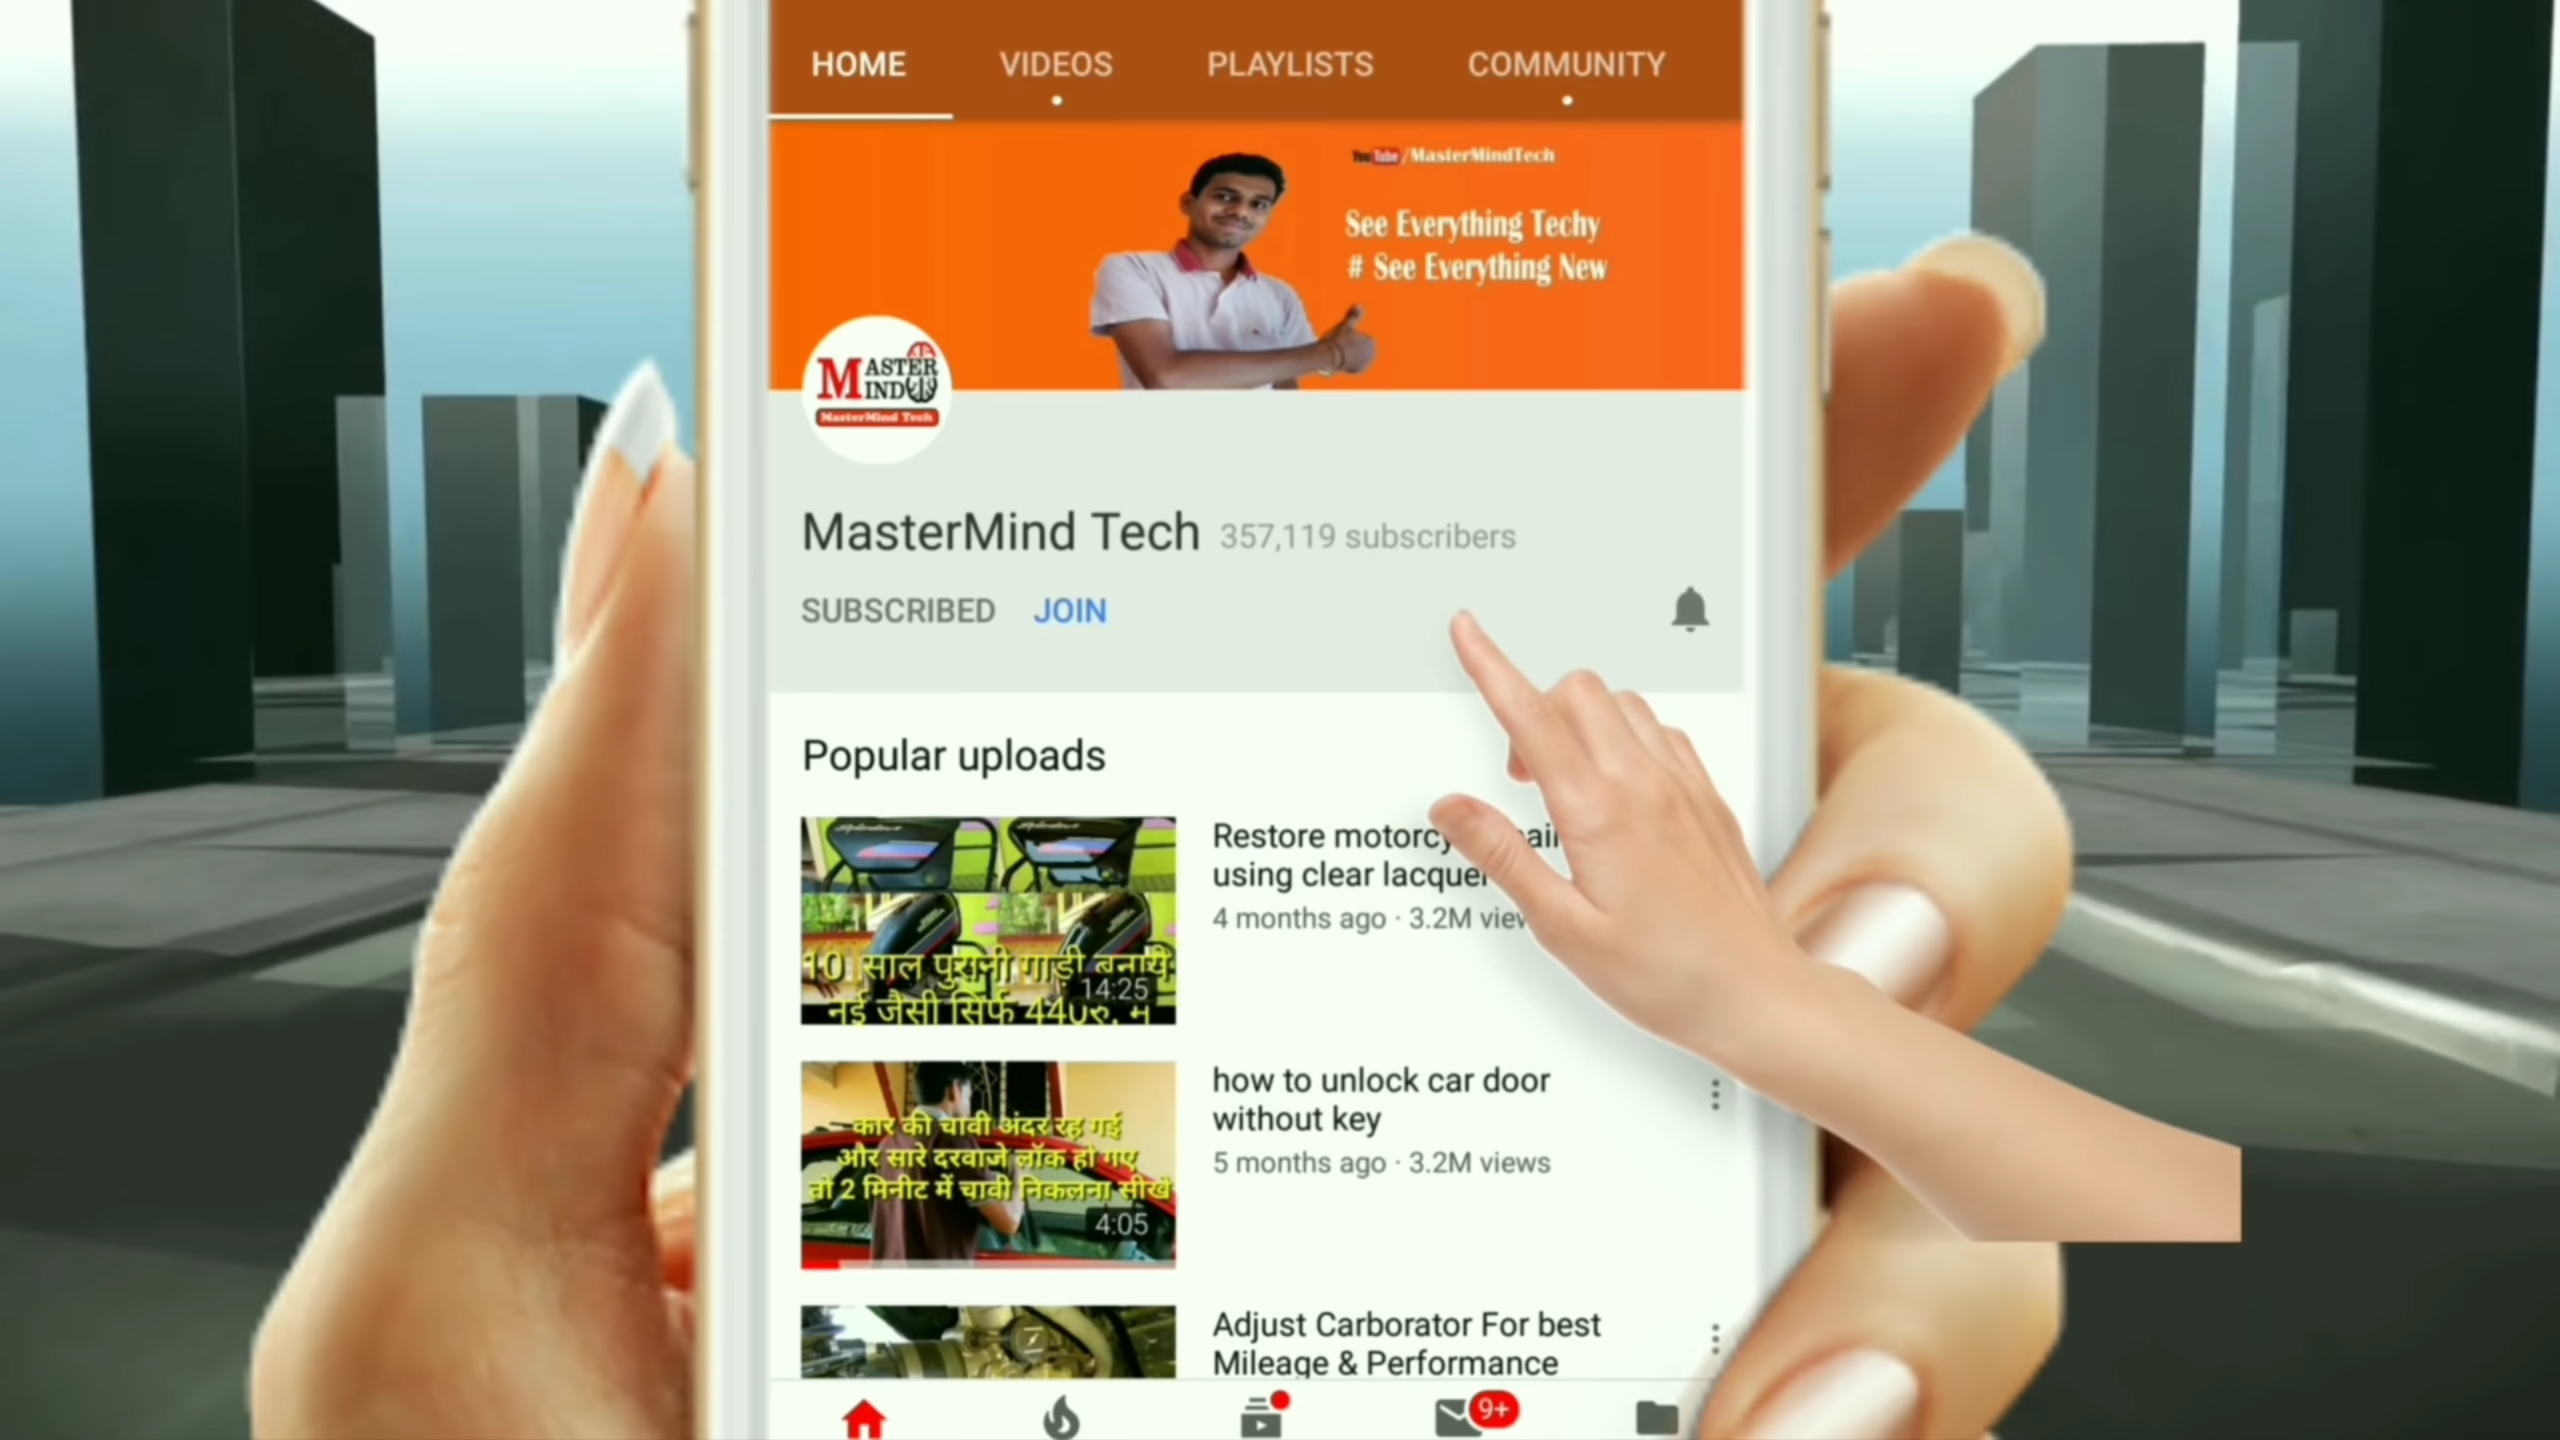 HOME VIDEOS PLAYLISTS COMMUNITY
YouTube /MasterMindTech
See Everything Techy
# See Everything New
MASTER
MIND
MasterMind Tech
MasterMind Tech 357,119 subscribers
SUBSCRIBED JOIN
Popular uploads
Restore motorcy
using clear lacquer
4 months ago · 3.2M view
10 साल पुरानी गाड़ी बनाये
नई जैसी सिर्फ 440रु. में
14:25
how to unlock car door
without key
5 months ago · 3.2M views
कार की चावी अंदर रह गई
और सारे दरवाजे लॉक हो गए
तो 2 मिनीट में चावी निकलना सीखे
4:05
Adjust Carborator For best
Mileage & Performance
9+